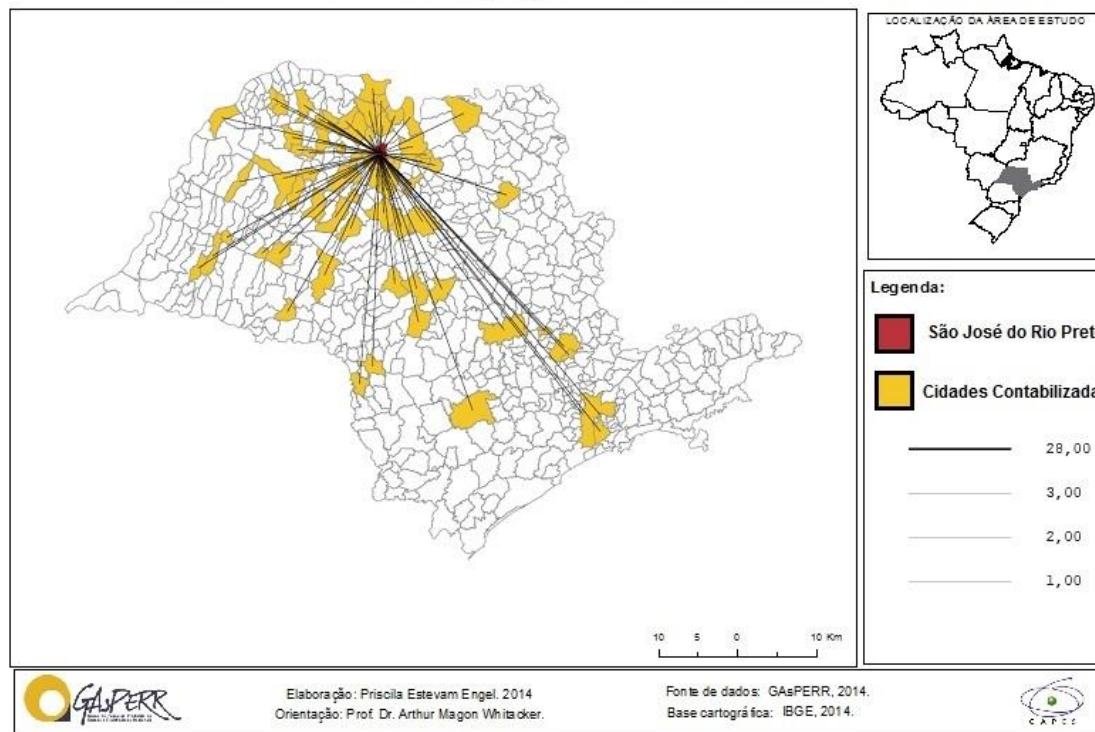 LOCALIZAÇÃO DA ÁREA DE ESTUDO
Legenda:
São José do Rio Pret
Cidades Contabilizada
28,00
3,00
2,00
1,00
10 5 0 10 Km
GAsPERR
Elaboração: Priscila Estevam Engel. 2014
Orientação: Prof. Dr. Arthur Magon Whitacker.
Fonte de dados: GAsPERR, 2014.
Base cartográfica: IBGE, 2014.
CAPES